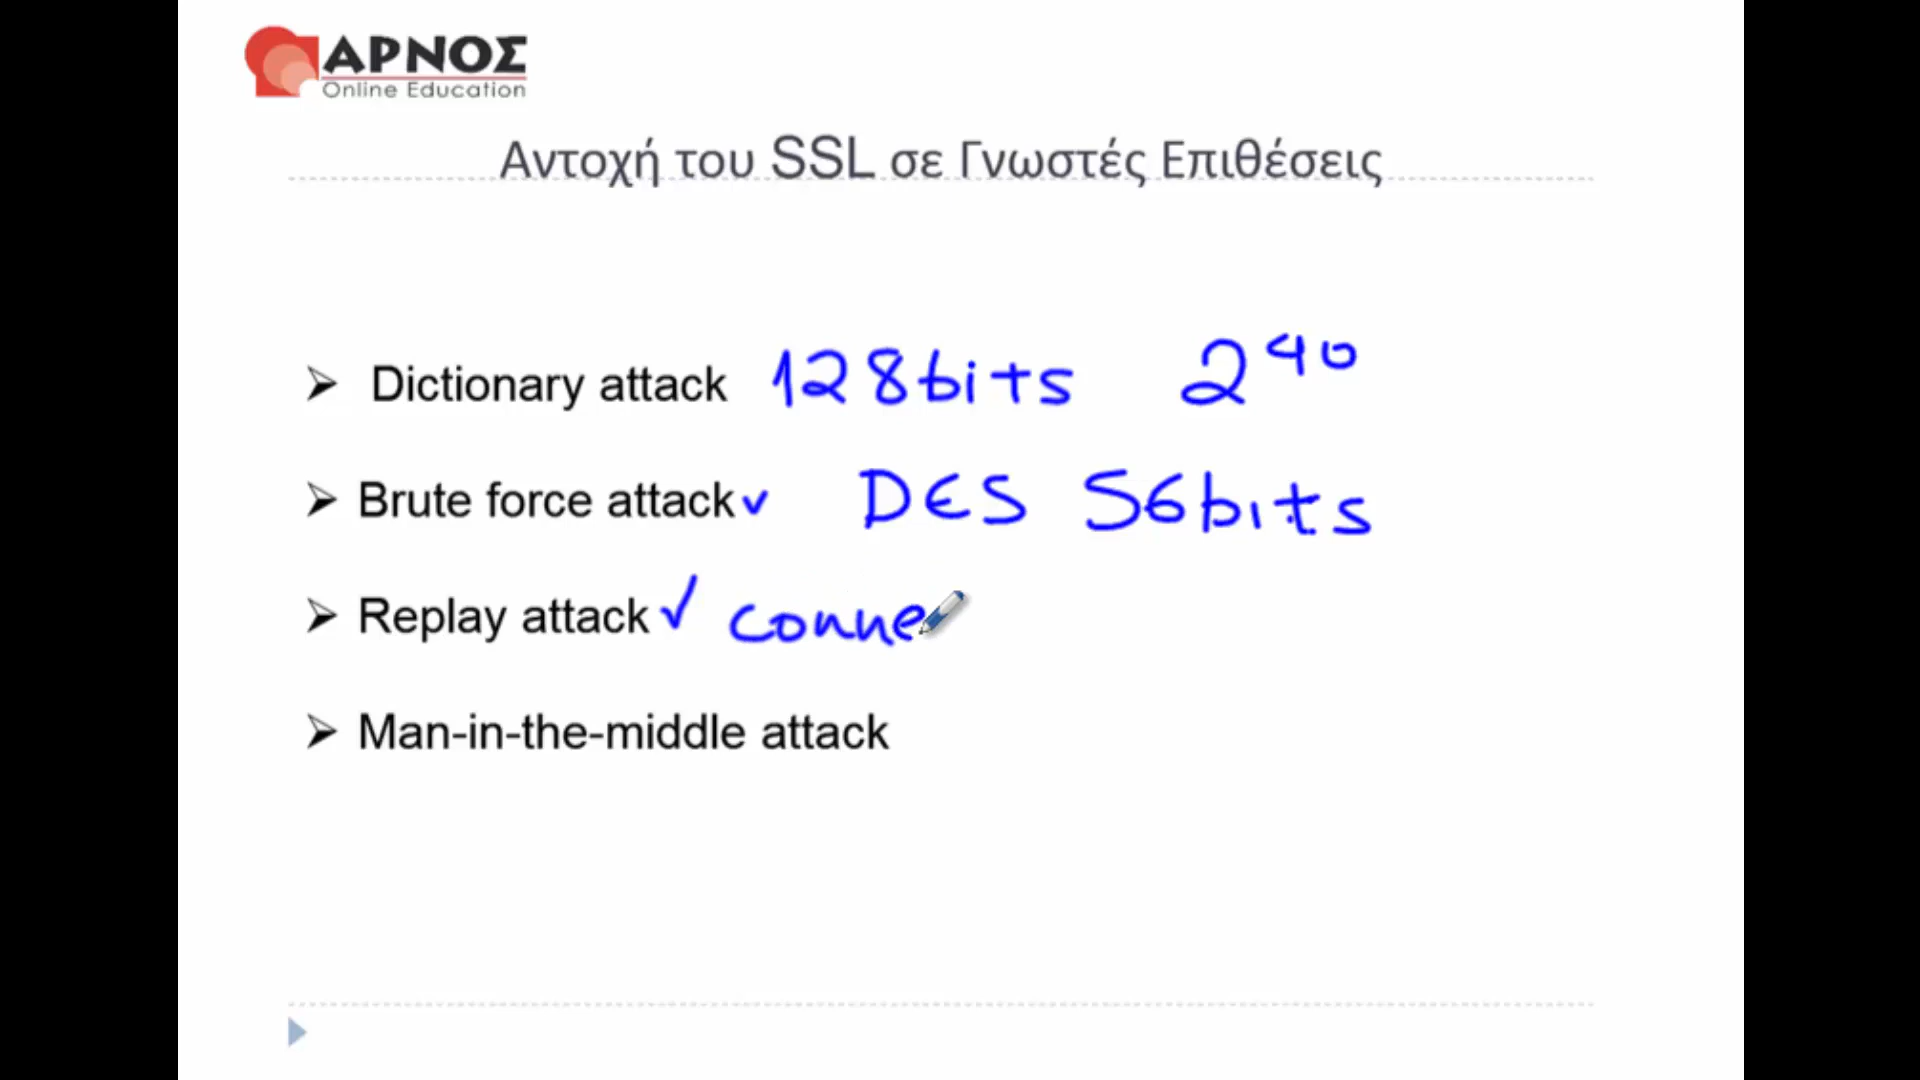 ΑΡΝΟΣ
Online Education
Αντοχή του SSL σε Γνωστές Επιθέσεις
➢ Dictionary attack 128bits 2⁴⁰
➢ Brute force attack ✓ DES 56bits
➢ Replay attack ✓ conne
➢ Man-in-the-middle attack